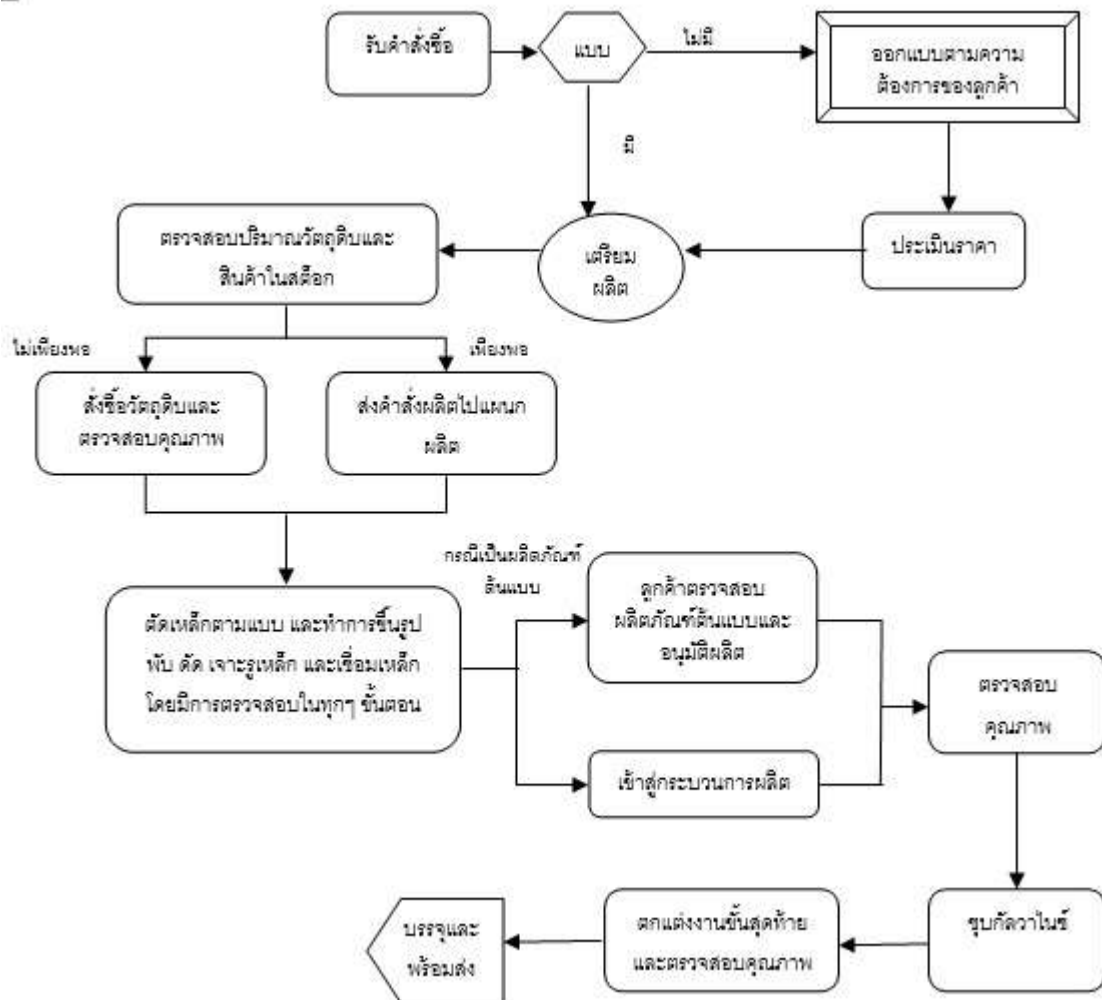 รับคำสั่งซื้อ
แบบ
ไม่มี
ออกแบบตามความ
ต้องการของลูกค้า
มี
ตรวจสอบปริมาณวัตถุดิบและ
สินค้าในสต๊อก
เตรียม
ผลิต
ประเมินราคา
ไม่เพียงพอ
เพียงพอ
สั่งซื้อวัตถุดิบและ
ตรวจสอบคุณภาพ
ส่งคำสั่งผลิตไปแผนก
ผลิต
กรณีเป็นผลิตภัณฑ์
ต้นแบบ
ตัดเหล็กตามแบบ และทำการขึ้นรูป
พับ ดัด เจาะรูเหล็ก และเชื่อมเหล็ก
โดยมีการตรวจสอบในทุกๆ ขั้นตอน
ลูกค้าตรวจสอบ
ผลิตภัณฑ์ต้นแบบและ
อนุมัติผลิต
เข้าสู่กระบวนการผลิต
ตรวจสอบ
คุณภาพ
ชุบกัลวาไนซ์
ตกแต่งงานขั้นสุดท้าย
และตรวจสอบคุณภาพ
บรรจุและ
พร้อมส่ง